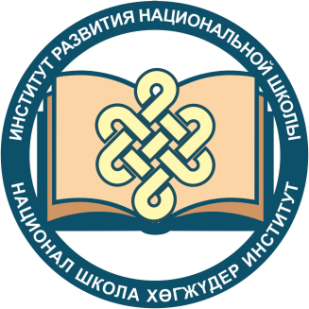 ИНСТИТУТ РАЗВИТИЯ НАЦИОНАЛЬНОЙ ШКОЛЫ
НАЦИОНАЛ ШКОЛА ХӨГЖҮДЕР ИНСТИТУТ